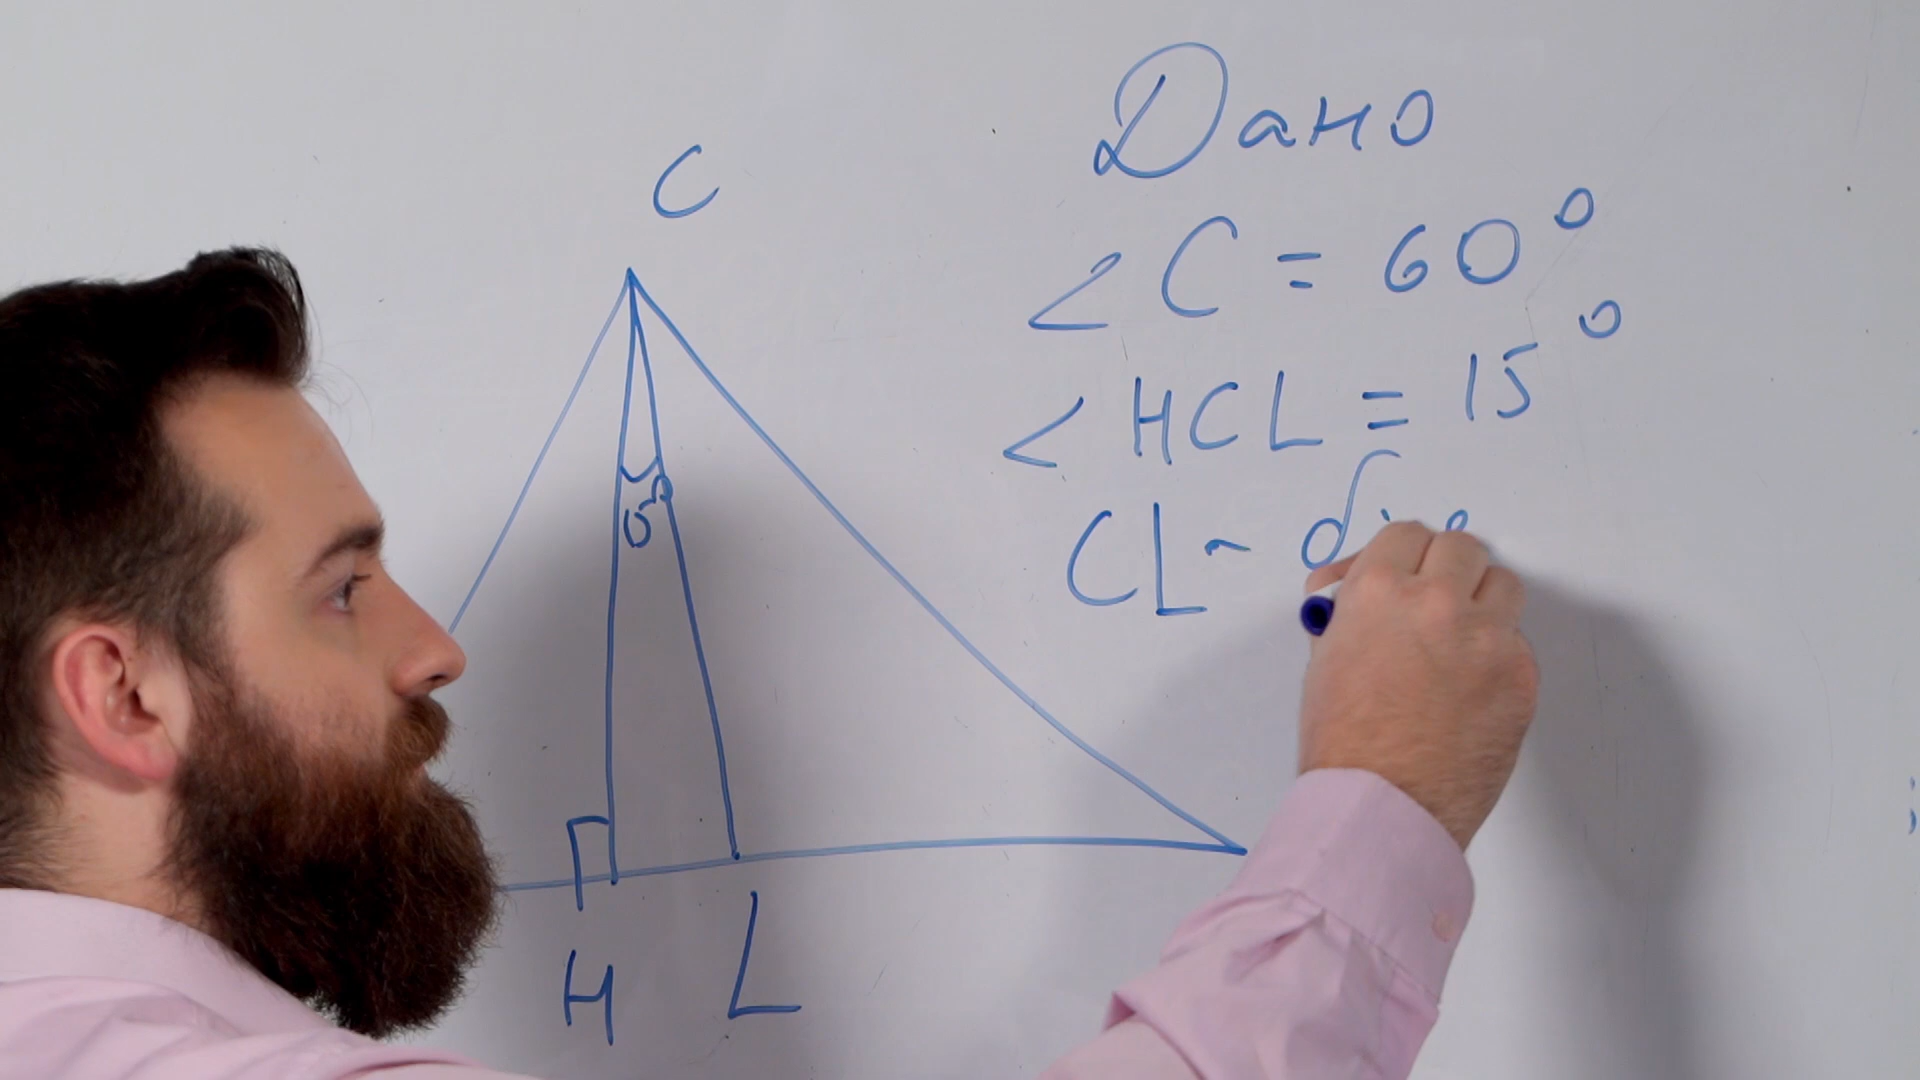 C
Дано
<C = 60°
<HCL = 15°
CL -
H
L